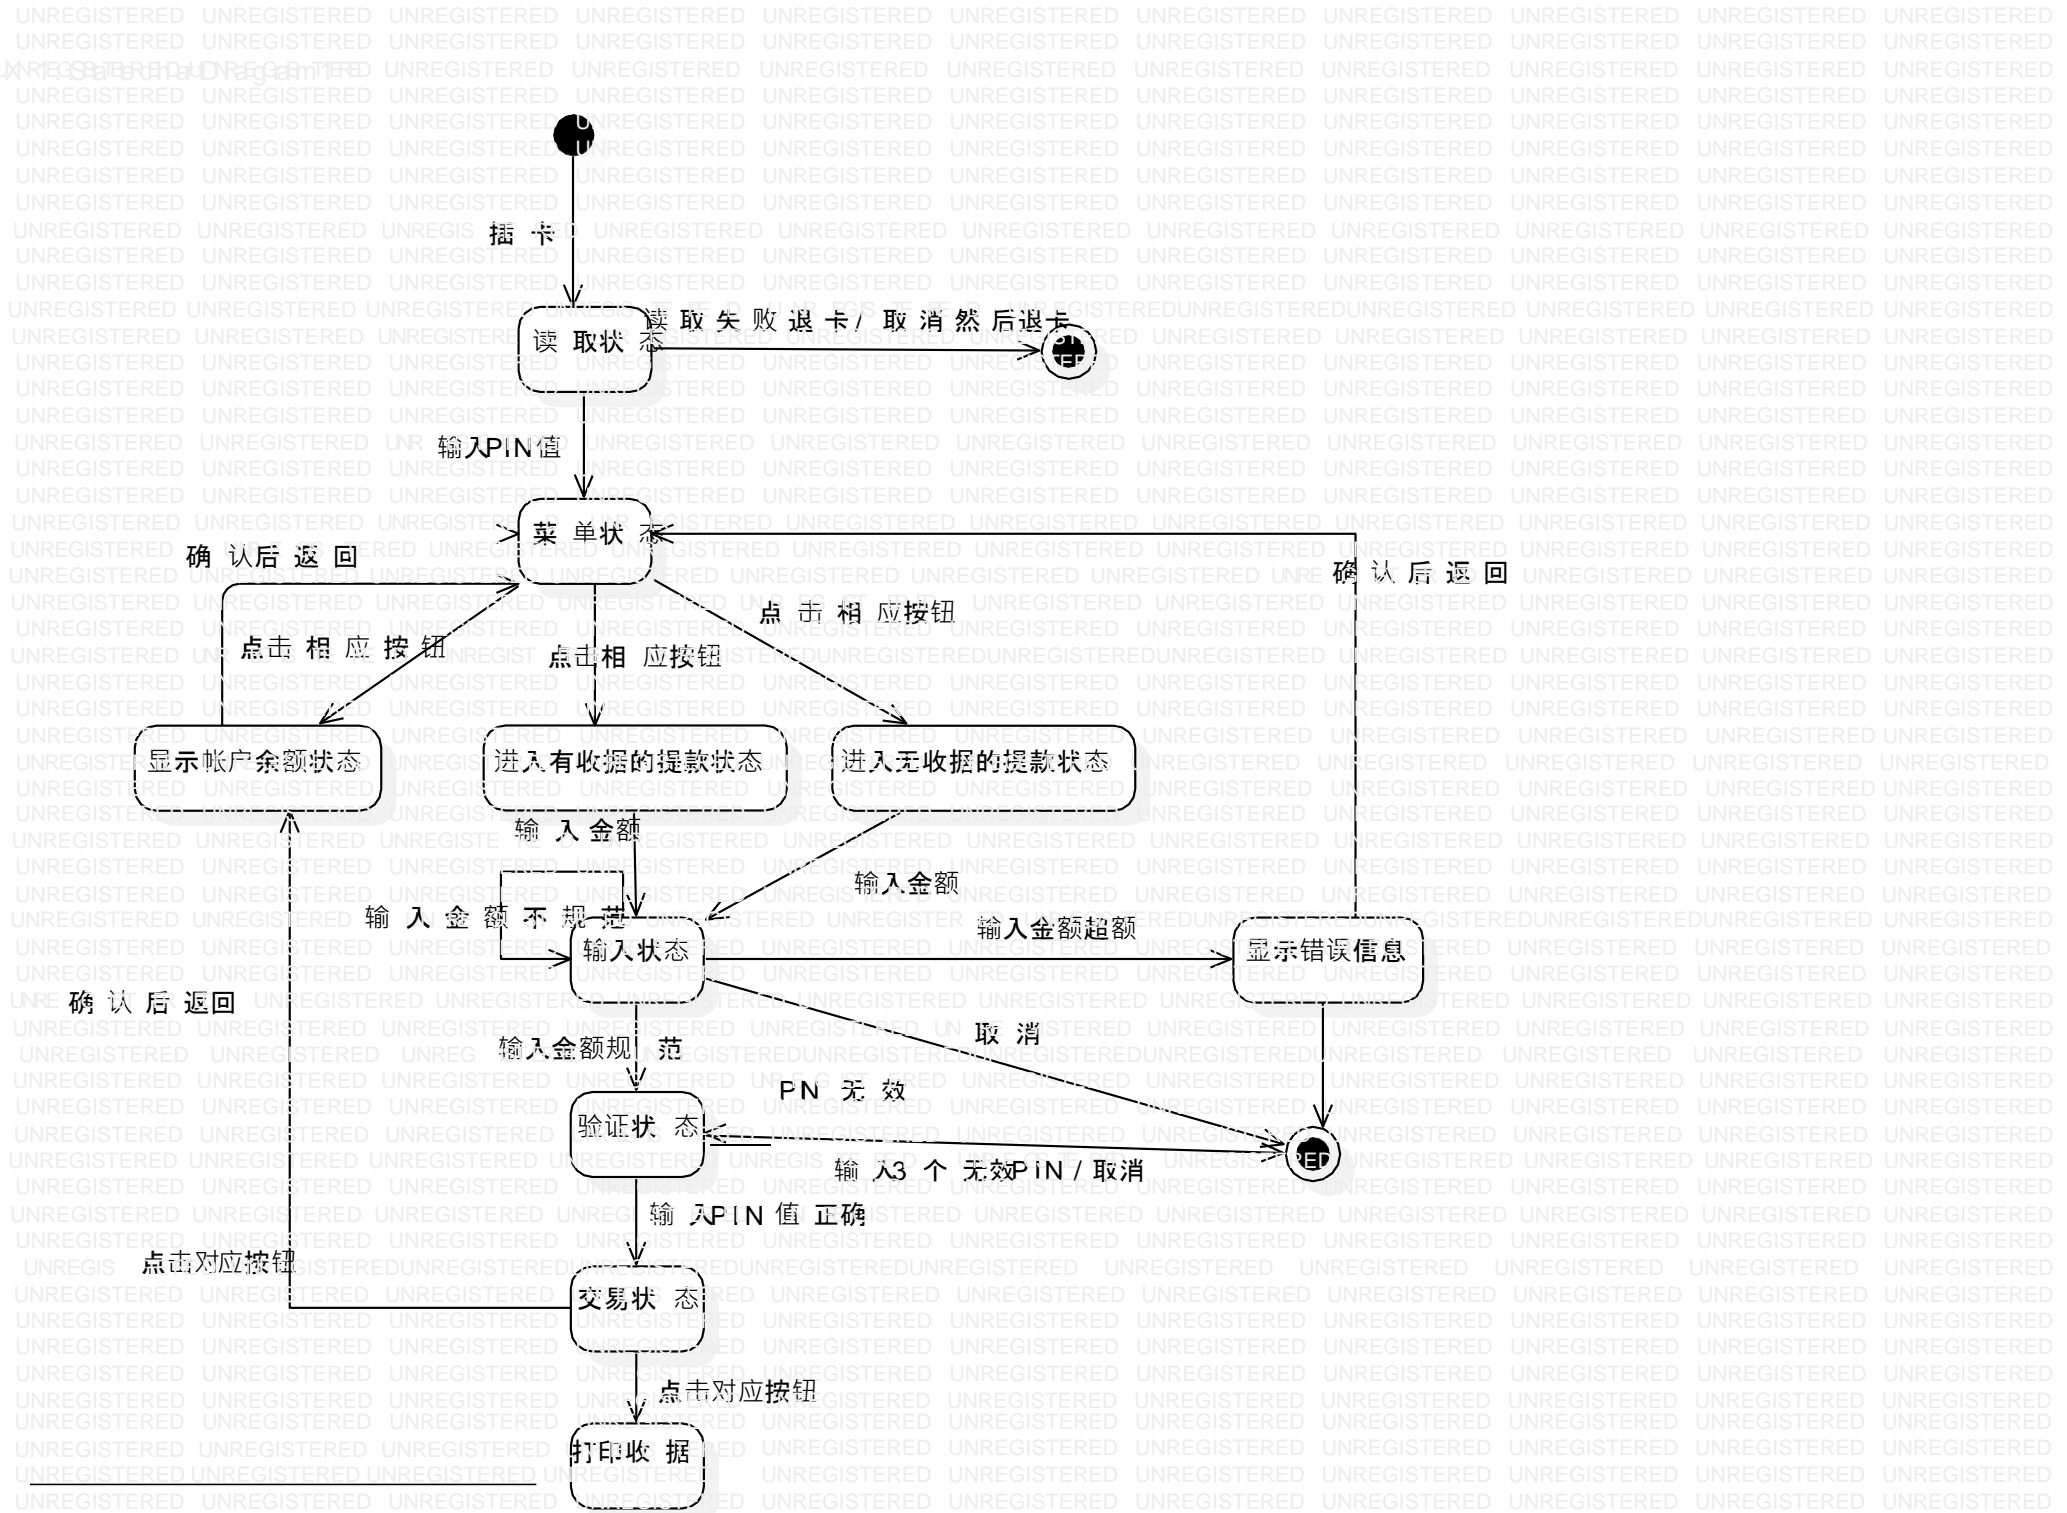 插卡
读取失败退卡/取消然后退卡
读取状态
输入PIN值
菜单状态
确认后返回
确认后返回
点击相应按钮
点击相应按钮
点击相应按钮
显示帐户余额状态
进入有收据的提款状态
进入无收据的提款状态
输入金额
输入金额
输入金额不规范
输入金额超额
输入状态
显示错误信息
确认后返回
取消
输入金额规范
PN无效
验证状态
输入3个无效PIN/取消
输入PIN值正确
点击对应按钮
交易状态
点击对应按钮
打印收据
UNREGISTERED